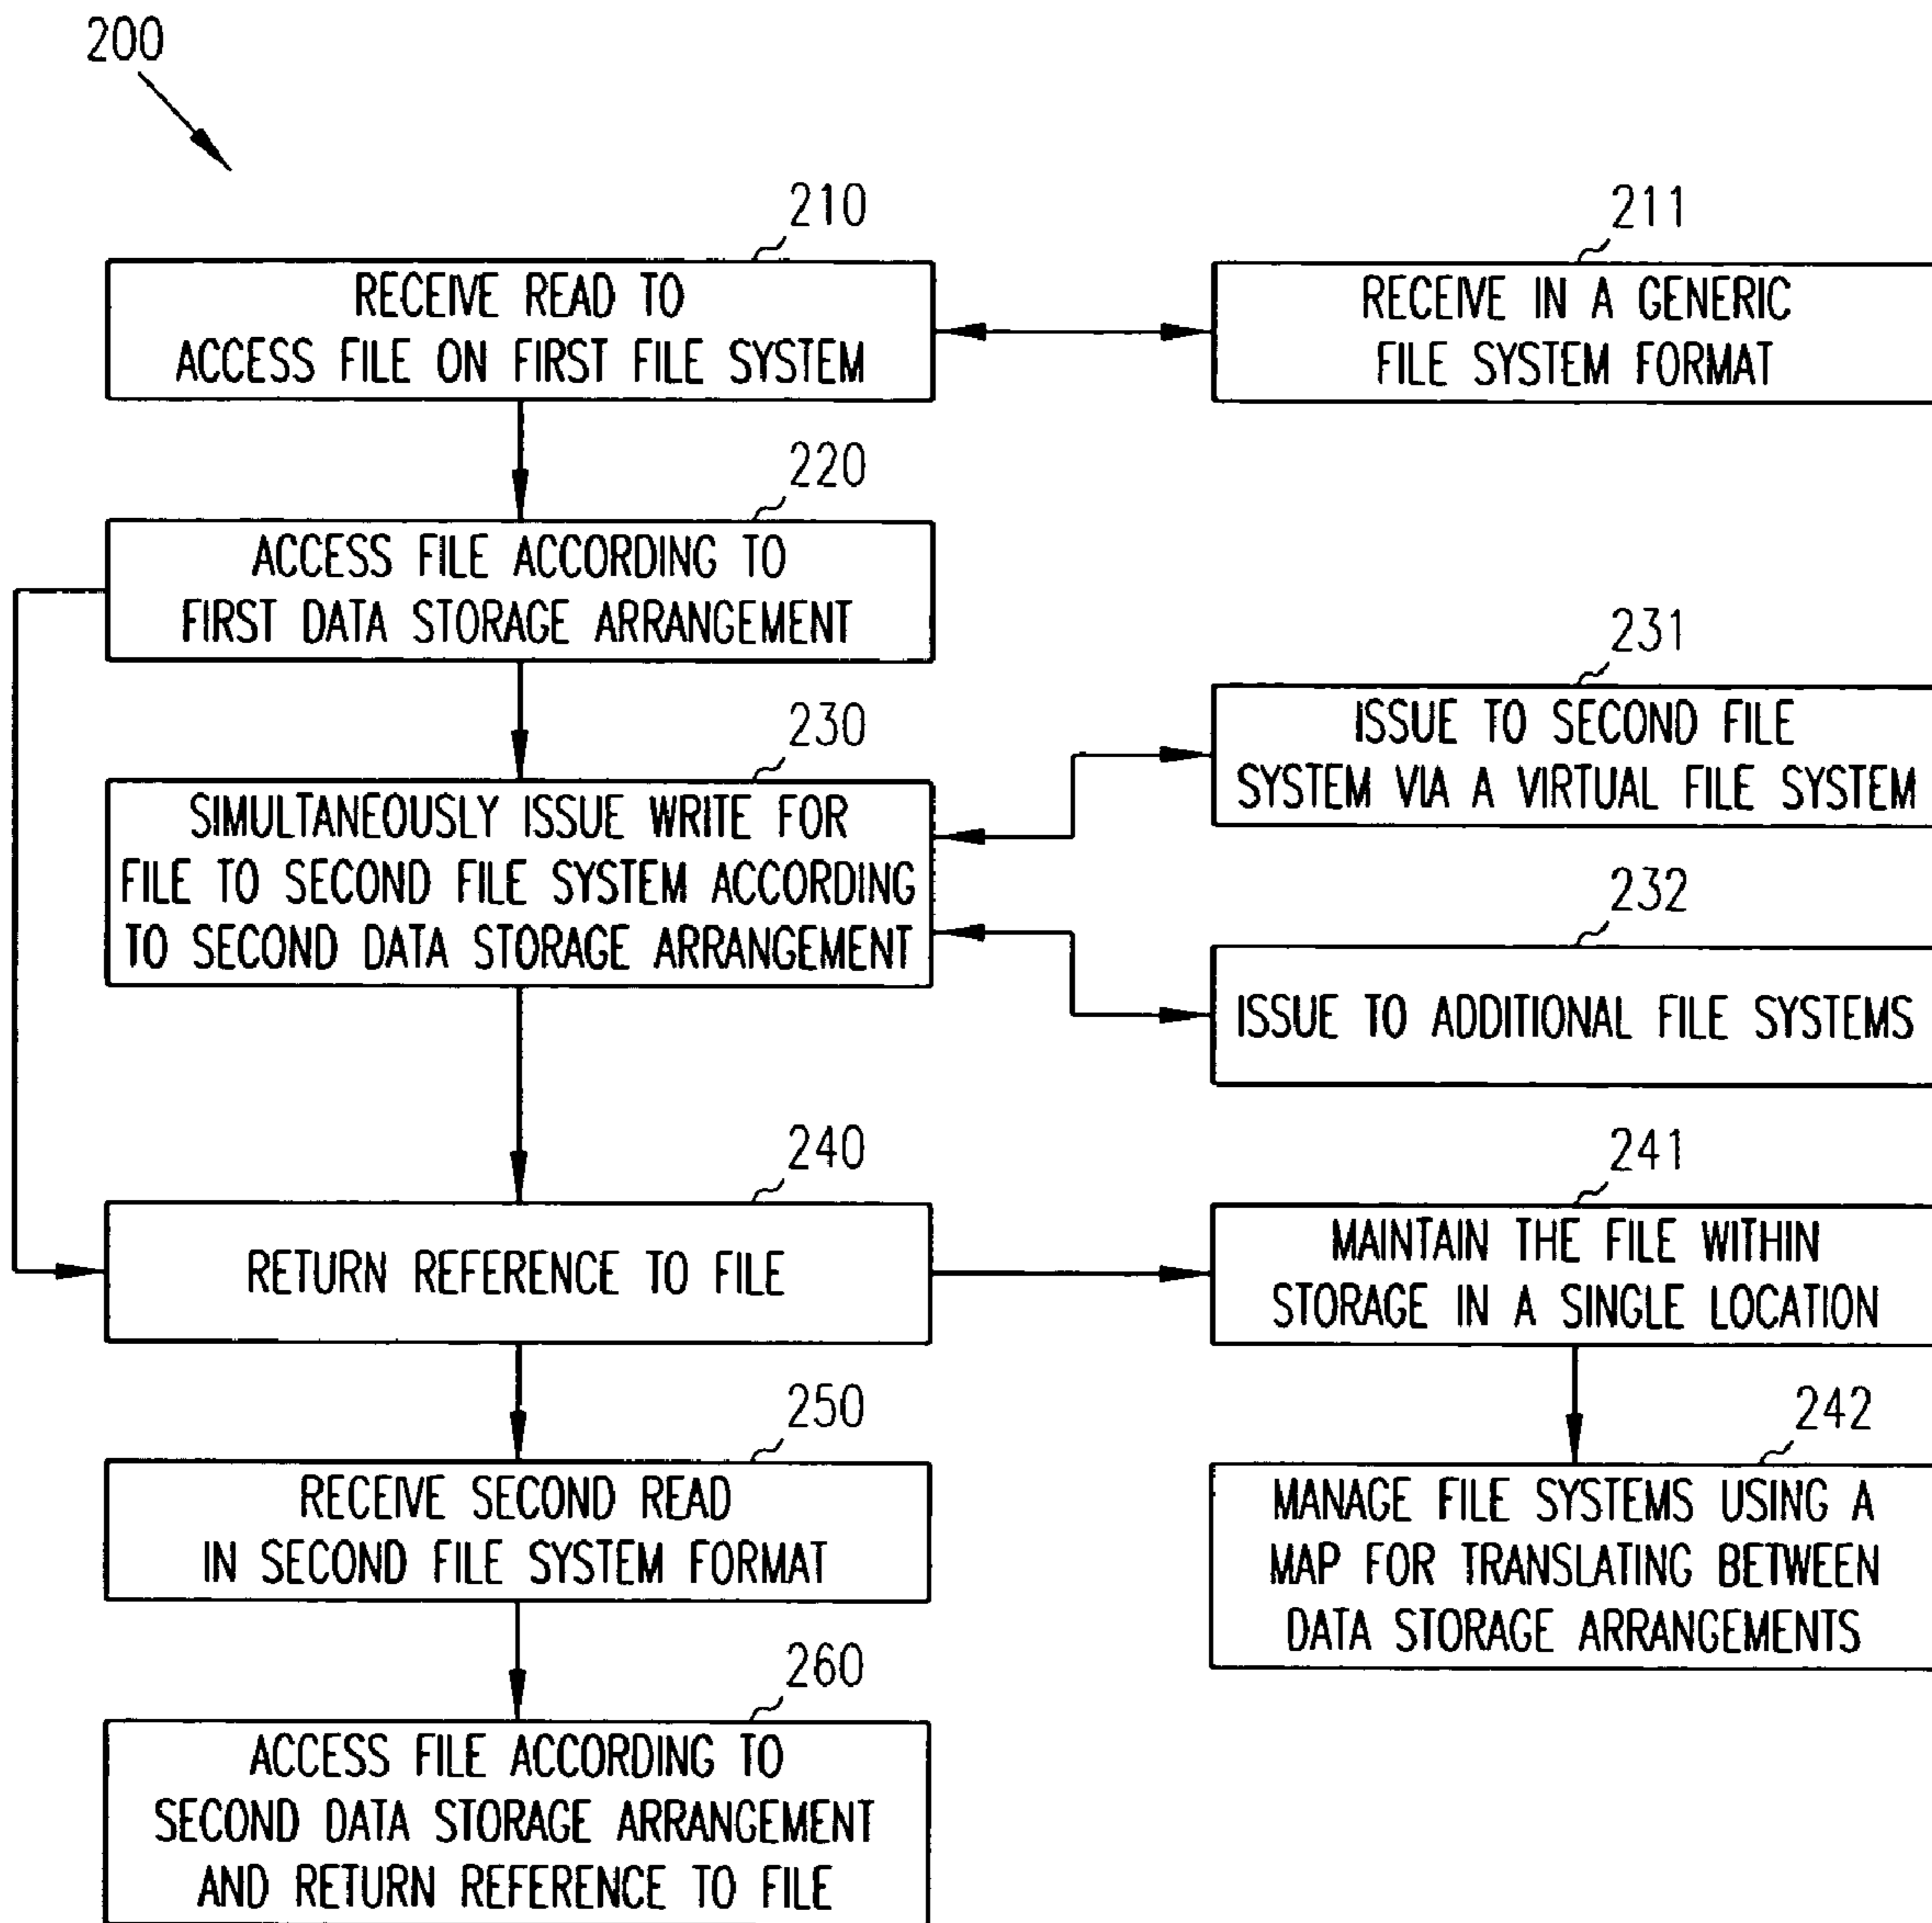 200
210
RECEIVE READ TO
ACCESS FILE ON FIRST FILE SYSTEM
211
RECEIVE IN A GENERIC
FILE SYSTEM FORMAT
220
ACCESS FILE ACCORDING TO
FIRST DATA STORAGE ARRANGEMENT
230
SIMULTANEOUSLY ISSUE WRITE FOR
FILE TO SECOND FILE SYSTEM ACCORDING
TO SECOND DATA STORAGE ARRANGEMENT
231
ISSUE TO SECOND FILE
SYSTEM VIA A VIRTUAL FILE SYSTEM
232
ISSUE TO ADDITIONAL FILE SYSTEMS
240
RETURN REFERENCE TO FILE
241
MAINTAIN THE FILE WITHIN
STORAGE IN A SINGLE LOCATION
250
RECEIVE SECOND READ
IN SECOND FILE SYSTEM FORMAT
242
MANAGE FILE SYSTEMS USING A
MAP FOR TRANSLATING BETWEEN
DATA STORAGE ARRANGEMENTS
260
ACCESS FILE ACCORDING TO
SECOND DATA STORAGE ARRANGEMENT
AND RETURN REFERENCE TO FILE